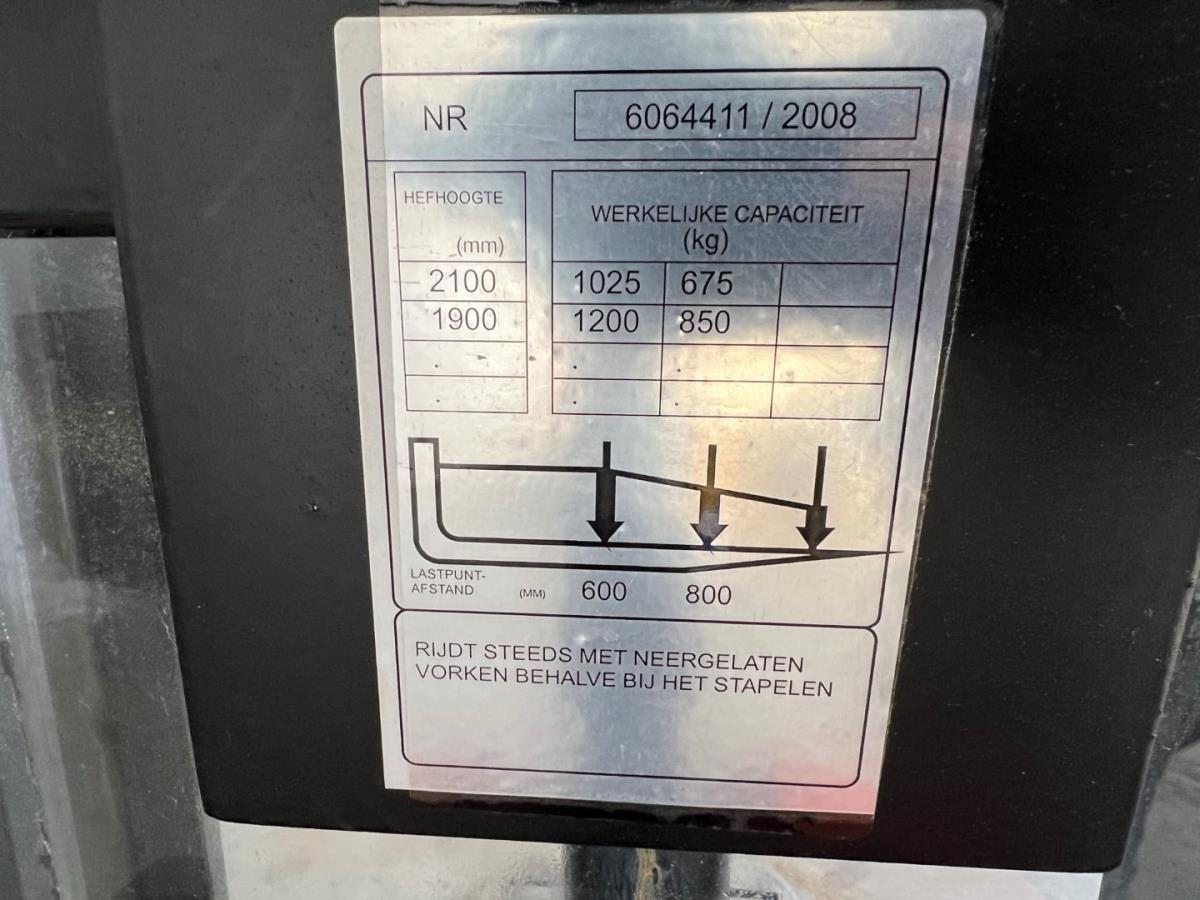 NR 6064411 / 2008
HEFHOOGTE
(mm)
WERKELIJKE CAPACITEIT
(kg)
2100 1025 675
1900 1200 850
. . .
. . .
LASTPUNT-
AFSTAND (MM) 600 800
RIJDT STEEDS MET NEERGELATEN
VORKEN BEHALVE BIJ HET STAPELEN